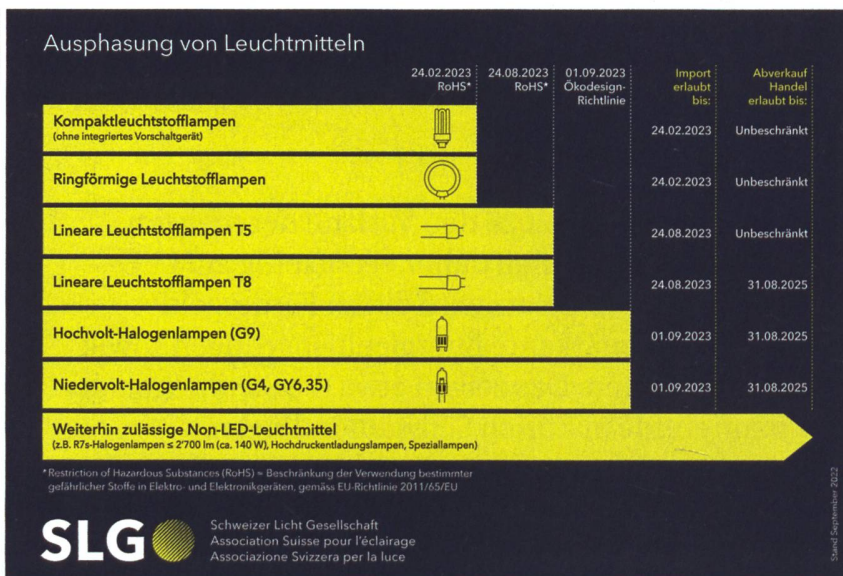 Ausphasung von Leuchtmitteln
24.02.2023 24.08.2023 01.09.2023 Import Abverkauf
RoHS* RoHS* Ökodesign- erlaubt Handel
Richtlinie bis: erlaubt bis:
Kompaktleuchtstofflampen
(ohne integriertes Vorschaltgerät)
24.02.2023 Unbeschränkt
Ringförmige Leuchtstofflampen
24.02.2023 Unbeschränkt
Lineare Leuchtstofflampen T5
24.08.2023 Unbeschränkt
Lineare Leuchtstofflampen T8
24.08.2023 31.08.2025
Hochvolt-Halogenlampen (G9)
01.09.2023 31.08.2025
Niedervolt-Halogenlampen (G4, GY6,35)
01.09.2023 31.08.2025
Weiterhin zulässige Non-LED-Leuchtmittel
(z.B. R7s-Halogenlampen ≤ 2'700 lm (ca. 140 W), Hochdruckentladungslampen, Speziallampen)
* Restriction of Hazardous Substances (RoHS) = Beschränkung der Verwendung bestimmter
gefährlicher Stoffe in Elektro- und Elektronikgeräten, gemäss EU-Richtlinie 2011/65/EU
Stand September 2022
SLG
Schweizer Licht Gesellschaft
Association Suisse pour l'éclairage
Associazione Svizzera per la luce